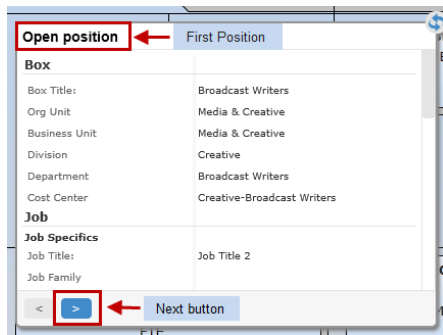 Open position First Position
Box
Box Title: Broadcast Writers
Org Unit Media & Creative
Business Unit Media & Creative
Division Creative
Department Broadcast Writers
Cost Center Creative-Broadcast Writers
Job
Job Specifics
Job Title: Job Title 2
Job Family
< > Next button